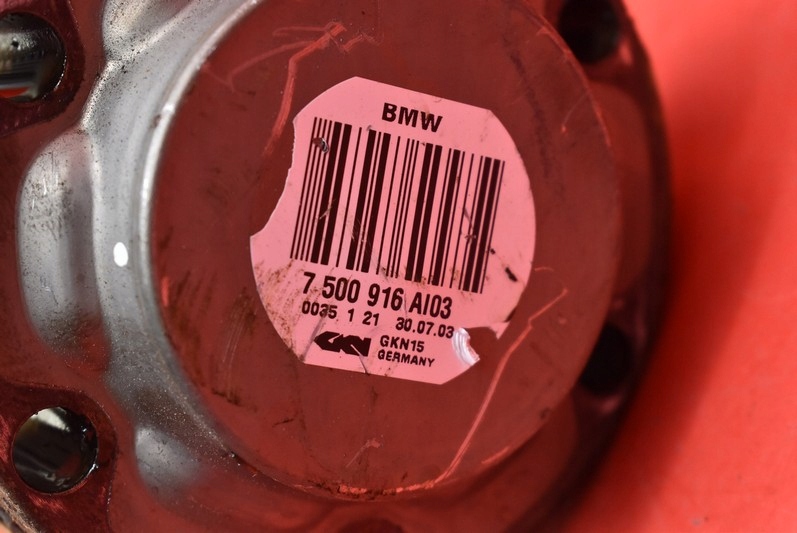 BMW
7 500 916 AI03
0035 1 21 30.07.03
GKN GKN15
GERMANY